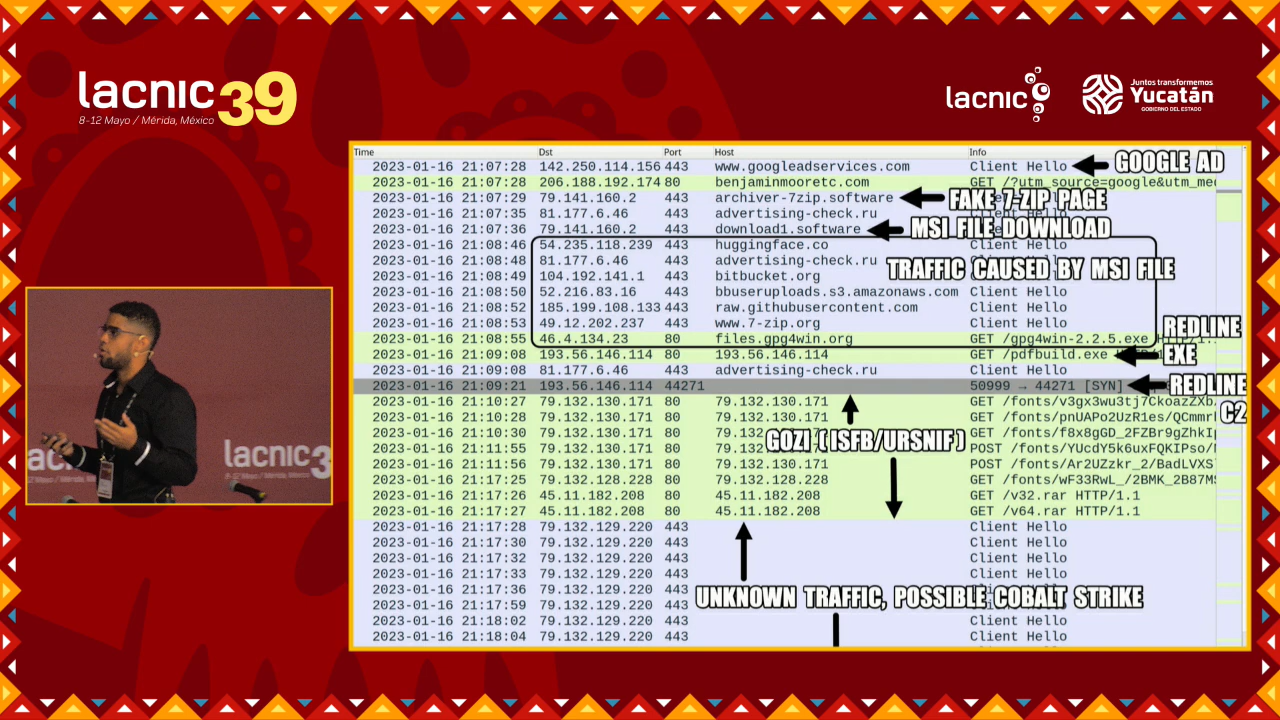 lacnic 39
8-12 Mayo / Mérida, México
lacnic
Juntos transformemos
Yucatán
GOBIERNO DEL ESTADO
Time Dst Port Host Info
2023-01-16 21:07:28 142.250.114.156 443 www.googleadservices.com Client Hello GOOGLE AD
2023-01-16 21:07:28 206.188.192.174 80 benjaminmooretc.com GET /?utm_source=google&utm_med
2023-01-16 21:07:29 79.141.160.2 443 archiver-7zip.software FAKE 7-ZIP PAGE
2023-01-16 21:07:35 81.177.6.46 443 advertising-check.ru Client Hello
2023-01-16 21:07:36 79.141.160.2 443 download1.software MSI FILE DOWNLOAD
2023-01-16 21:08:46 54.235.118.239 443 huggingface.co Client Hello
2023-01-16 21:08:48 81.177.6.46 443 advertising-check.ru
TRAFFIC CAUSED BY MSI FILE
2023-01-16 21:08:49 104.192.141.1 443 bitbucket.org
2023-01-16 21:08:50 52.216.83.16 443 bbuseruploads.s3.amazonaws.com Client Hello
2023-01-16 21:08:52 185.199.108.133 443 raw.githubusercontent.com Client Hello
2023-01-16 21:08:53 49.12.202.237 443 www.7-zip.org Client Hello
2023-01-16 21:08:55 46.4.134.23 80 files.gpg4win.org GET /gpg4win-2.2.5.exe
REDLINE
EXE
2023-01-16 21:09:08 193.56.146.114 80 193.56.146.114 GET /pdfbuild.exe
2023-01-16 21:09:08 81.177.6.46 443 advertising-check.ru Client Hello
2023-01-16 21:09:21 193.56.146.114 44271 50999 → 44271 [SYN] REDLINE
C2
2023-01-16 21:10:27 79.132.130.171 80 79.132.130.171 GET /fonts/v3gx3wu3tj7CkoazZXb
2023-01-16 21:10:28 79.132.130.171 80 79.132.130.171 GET /fonts/pnUAPo2UzR1es/QCmmr
2023-01-16 21:10:30 79.132.130.171 80 GET /fonts/f8x8gGD_2FZBr9gZhkI
GOZI (ISFB/URSNIF)
2023-01-16 21:11:55 79.132.130.171 80 POST /fonts/YUcdY5k6uxFQKIPso/
2023-01-16 21:11:56 79.132.130.171 80 79.132.130.171 POST /fonts/Ar2UZzkr_2/BadLVXS
2023-01-16 21:17:25 79.132.128.228 80 79.132.128.228 GET /fonts/wF33RwL_/2BMK_2B87M
2023-01-16 21:17:26 45.11.182.208 80 45.11.182.208 GET /v32.rar HTTP/1.1
2023-01-16 21:17:27 45.11.182.208 80 45.11.182.208 GET /v64.rar HTTP/1.1
2023-01-16 21:17:28 79.132.129.220 443 Client Hello
2023-01-16 21:17:30 79.132.129.220 443 Client Hello
2023-01-16 21:17:32 79.132.129.220 443 Client Hello
2023-01-16 21:17:33 79.132.129.220 443 Client Hello
2023-01-16 21:17:36 79.132.129.220 443 Client Hello
UNKNOWN TRAFFIC, POSSIBLE COBALT STRIKE
2023-01-16 21:17:59 79.132.129.220 443 Client Hello
2023-01-16 21:18:02 79.132.129.220 443 Client Hello
2023-01-16 21:18:04 79.132.129.220 443 Client Hello
lacnic 3